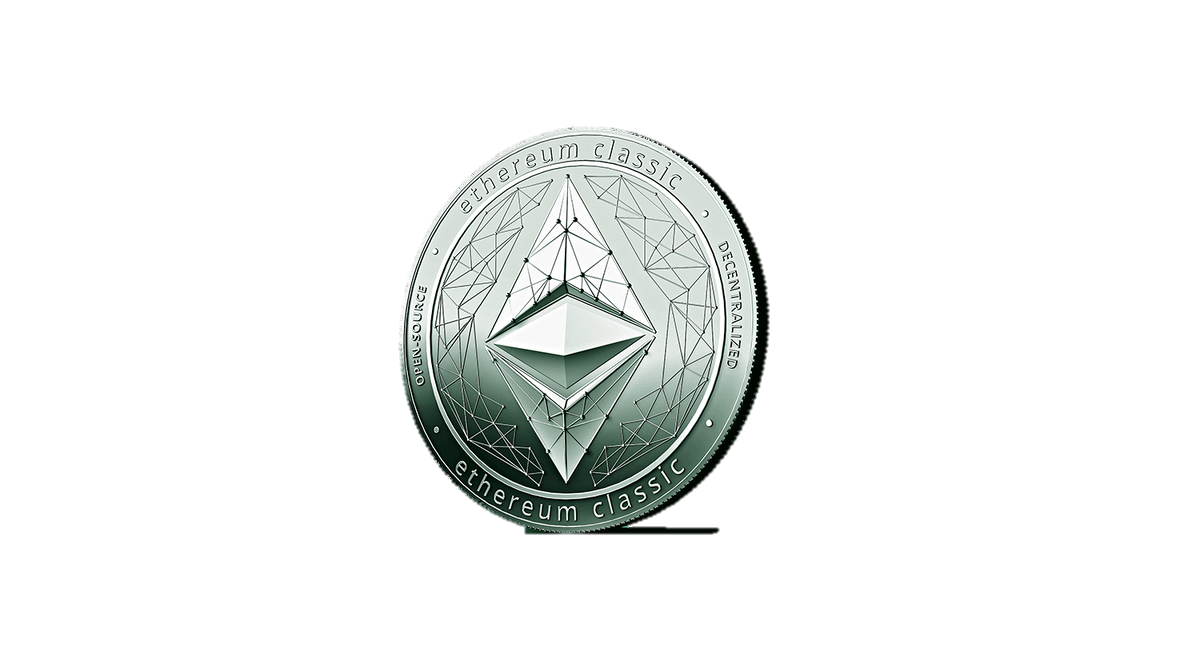 ethereum classic
OPEN-SOURCE
DECENTRALIZED
ethereum classic